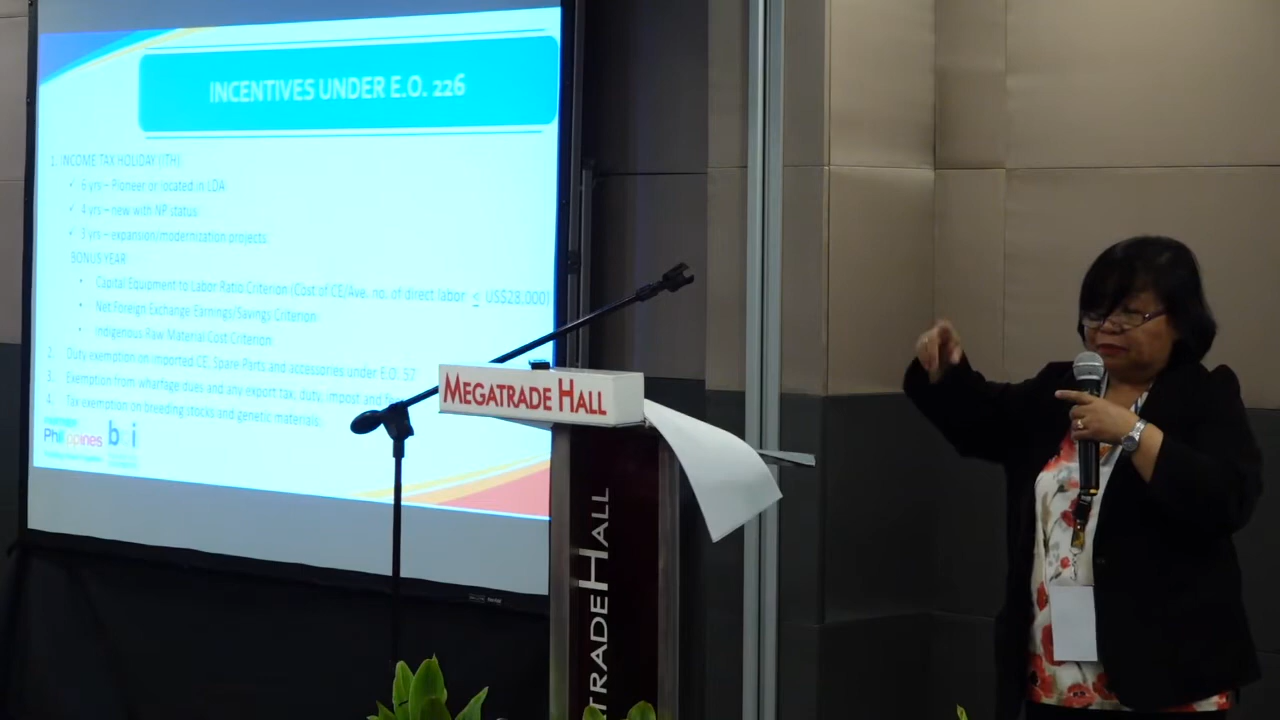 INCENTIVES UNDER E.O. 226
1. INCOME TAX HOLIDAY (ITH)
✓ 6 yrs – Pioneer or located in LDA
✓ 4 yrs – new with NP status
✓ 3 yrs – expansion/modernization projects
BONUS YEAR
• Capital Equipment to Labor Ratio Criterion (Cost of CE/Ave. no. of direct labor ≤ US$28.000)
• Net Foreign Exchange Earnings/Savings Criterion
• Indigenous Raw Material Cost Criterion
2. Duty exemption on imported CE, Spare Parts and accessories under E.O. 57
3. Exemption from wharfage dues and any export tax, duty, impost and
4. Tax exemption on breeding stocks and genetic materials
Philippines
MEGATRADE HALL
TRADEHALL